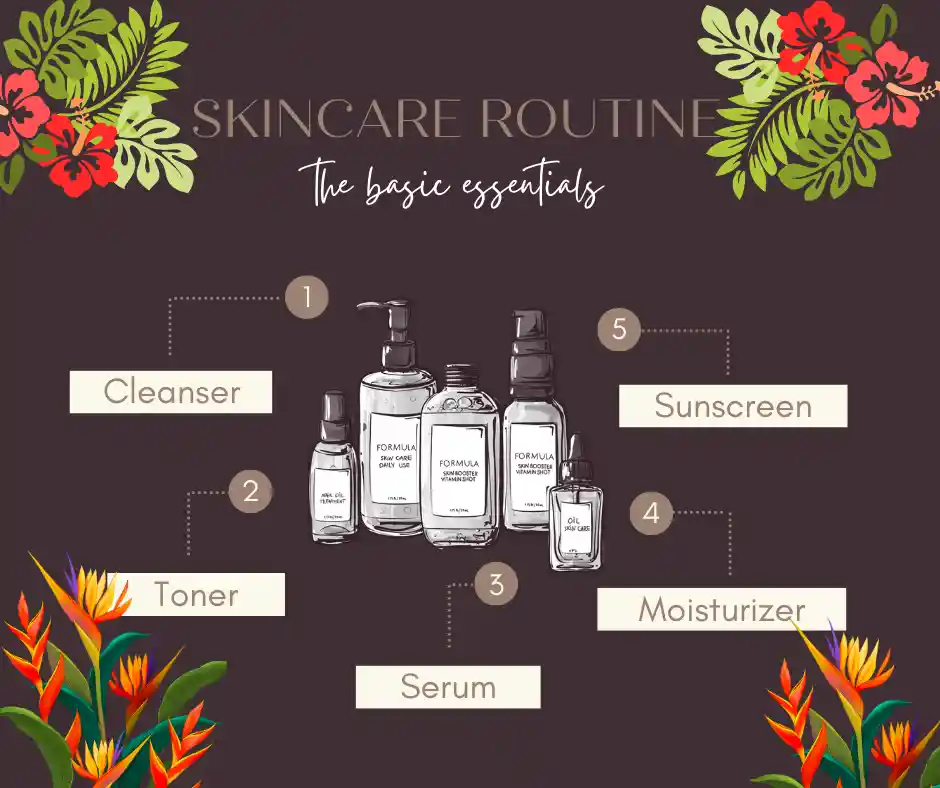 SKINCARE ROUTINE
The basic essentials
1
Cleanser
2
Toner
3
Serum
4
Moisturizer
5
Sunscreen
HAIR OIL
TREATMENT
FORMULA
SKIN CARE
DAILY USE
FORMULA
SKIN BOOSTER
VITAMIN SHOT
FORMULA
SKIN BOOSTER
VITAMIN SHOT
OIL
SKIN CARE